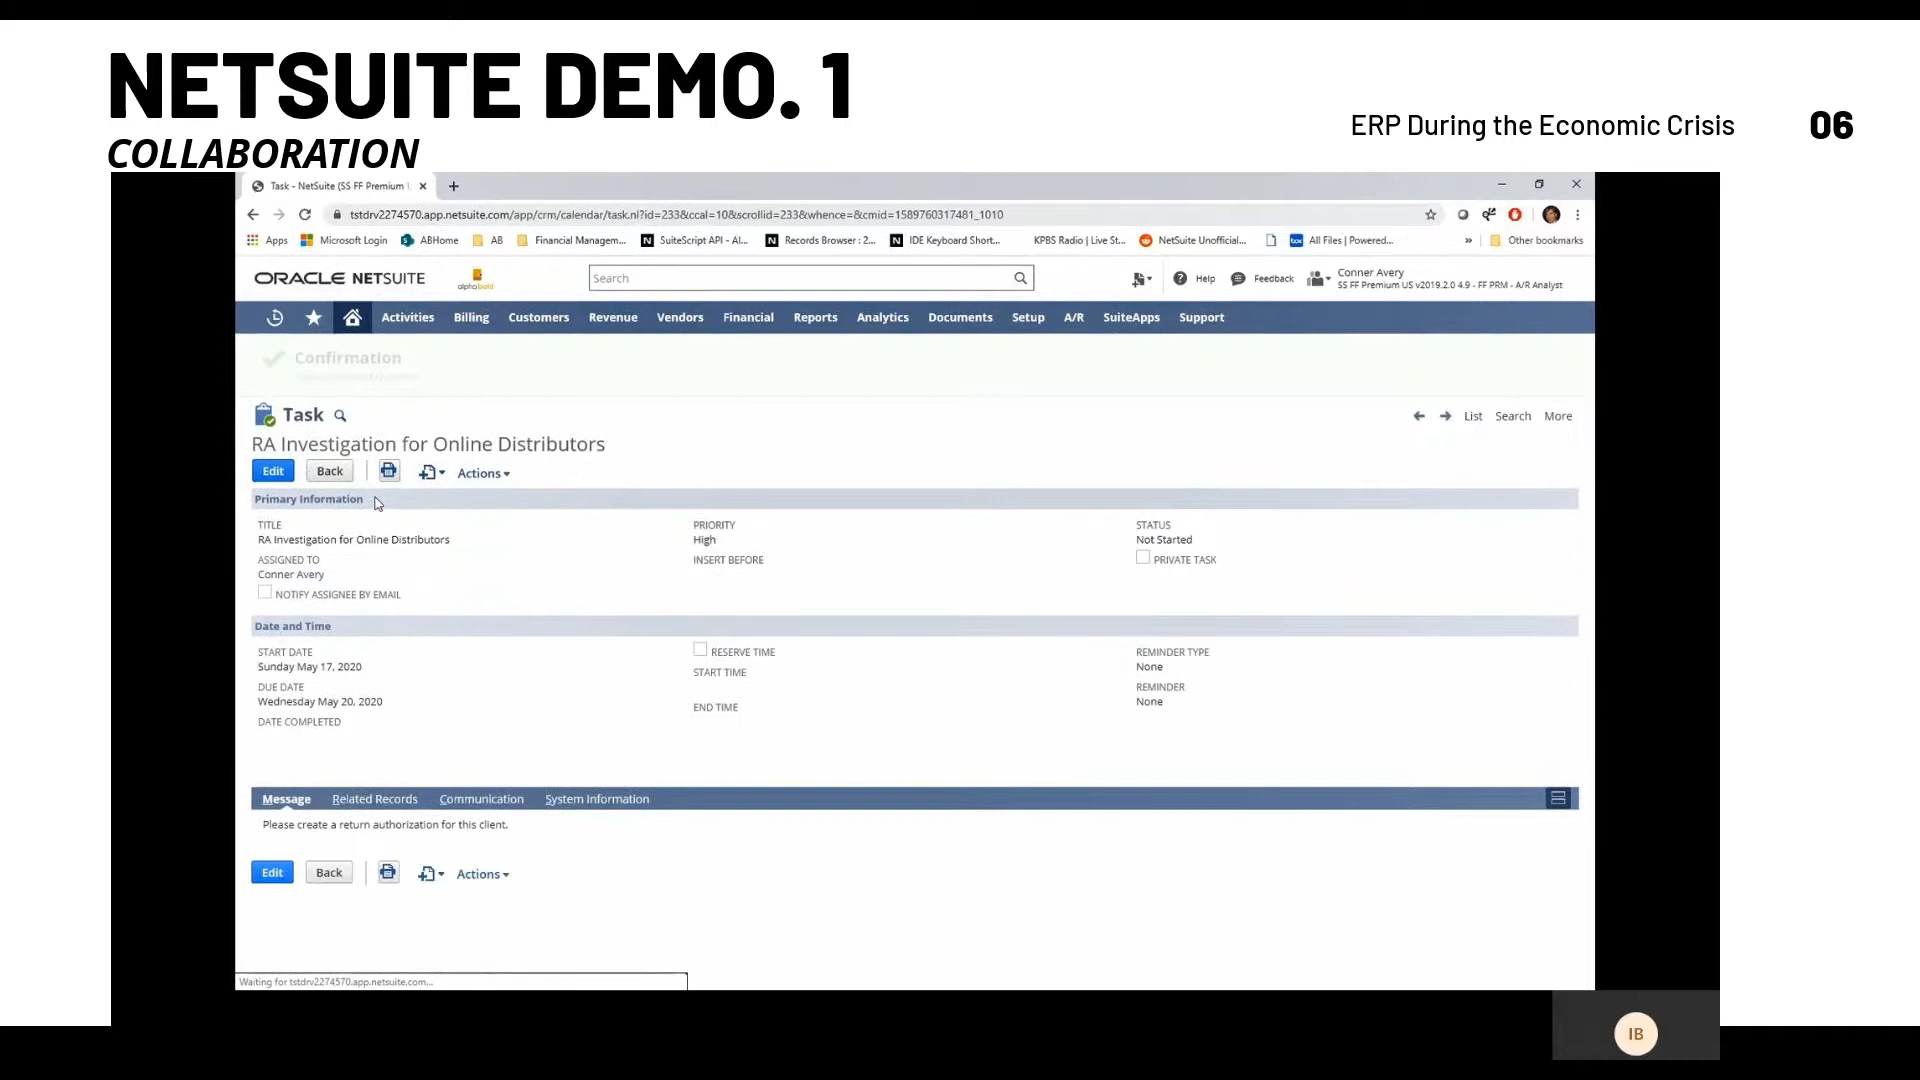 NETSUITE DEMO. 1
COLLABORATION
ERP During the Economic Crisis 06
Task - NetSuite (SS FF Premium
tstdrv2274570.app.netsuite.com/app/crm/calendar/task.nl?id=233&ccal=10&scrollid=233&whence=&cmid=1589760317481_1010
Apps Microsoft Login ABHome AB Financial Managem... SuiteScript API - Al... Records Browser : 2... IDE Keyboard Short... KPBS Radio | Live St... NetSuite Unofficial... All Files | Powered... » Other bookmarks
ORACLE NETSUITE alphabold Search Help Feedback Conner Avery
SS FF Premium US v2019.2.0 4.9 - FF PRM - A/R Analyst
Activities Billing Customers Revenue Vendors Financial Reports Analytics Documents Setup A/R SuiteApps Support
Confirmation
Task List Search More
RA Investigation for Online Distributors
Edit Back Actions
Primary Information
TITLE PRIORITY STATUS
RA Investigation for Online Distributors High Not Started
ASSIGNED TO INSERT BEFORE PRIVATE TASK
Conner Avery
NOTIFY ASSIGNEE BY EMAIL
Date and Time
START DATE RESERVE TIME REMINDER TYPE
Sunday May 17, 2020 START TIME None
DUE DATE END TIME REMINDER
Wednesday May 20, 2020 None
DATE COMPLETED
Message Related Records Communication System Information
Please create a return authorization for this client.
Edit Back Actions
Waiting for tstdrv2274570.app.netsuite.com...
IB